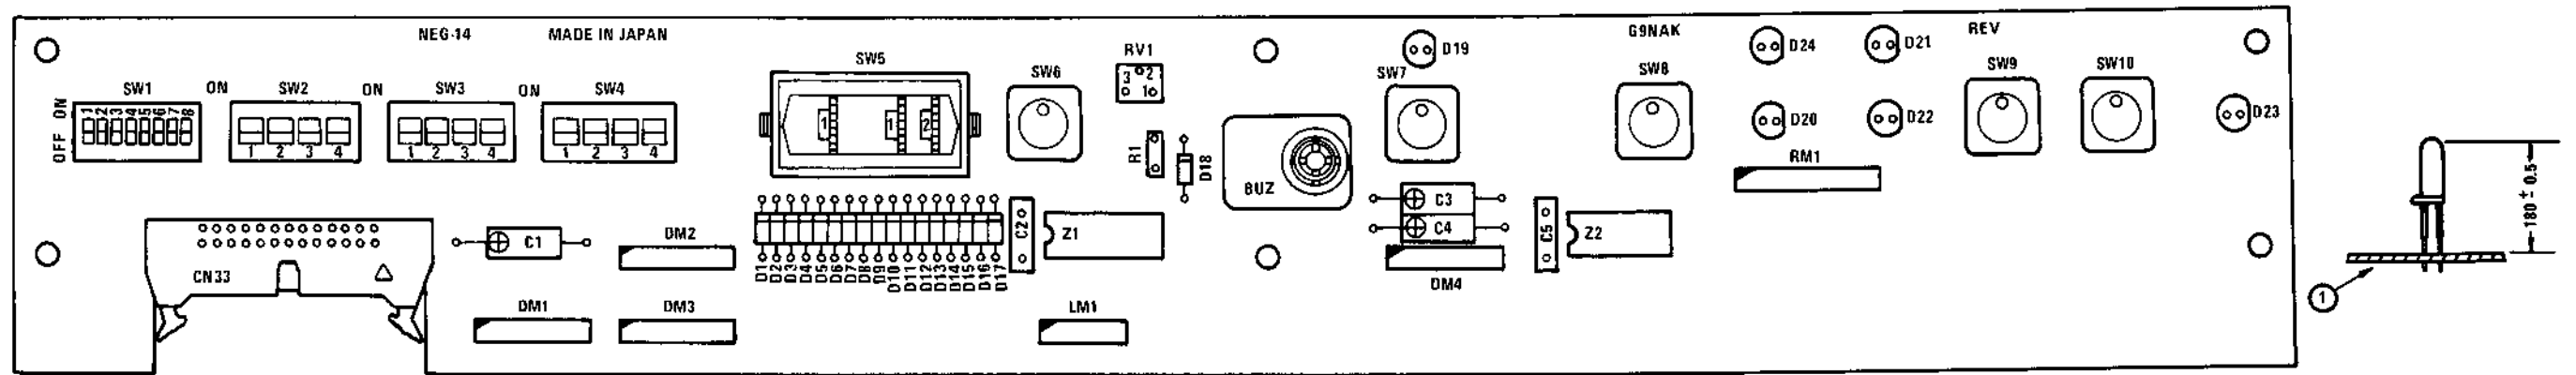 NEG-14 MADE IN JAPAN G9NAK REV
SW1 ON SW2 ON SW3 ON SW4 SW5 SW6 RV1 SW7 D19 SW8 D24 D21 SW9 SW10
OFF ON
1 2 3 4 5 6 7 8
1 2 3 4
1 2 3 4
1 2 3 4
1 1 2
3 2
1
R1 D18
BUZ
D20 D22 D23
RM1
C3
C4
CN33
C1
DM2
C2 Z1
C5 Z2
D1 D2 D3 D4 D5 D6 D7 D8 D9 D10 D11 D12 D13 D14 D15 D16 D17
DM4
DM1 DM3 LM1
180 ± 0.5
1